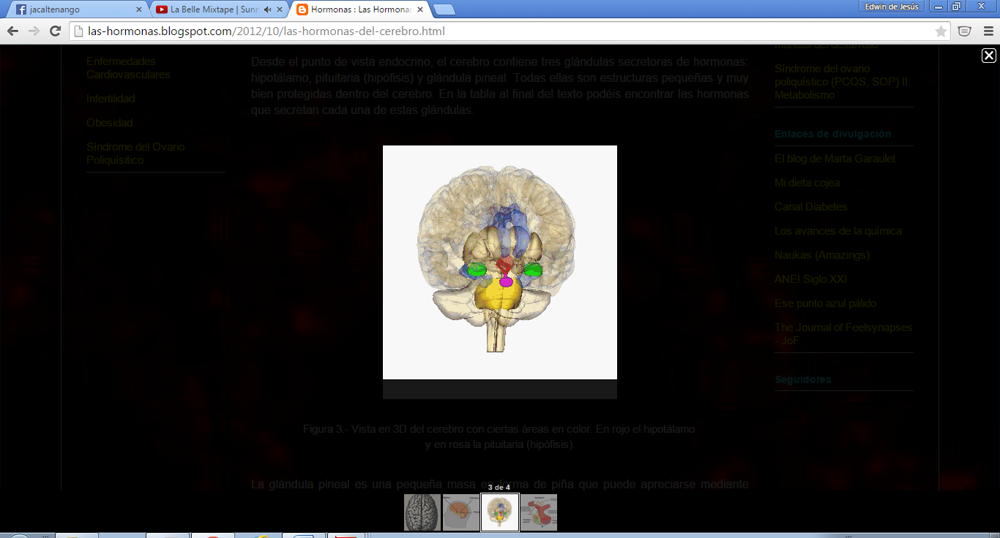 jacaltenango
La Belle Mixtape | Sunr
Hormonas : Las Hormonas
Edwin de Jesús
las-hormonas.blogspot.com/2012/10/las-hormonas-del-cerebro.html
Enfermedades
Cardiovasculares
Infertilidad
Obesidad
Síndrome del Ovario
Poliquísitico
Desde el punto de vista endocrino, el cerebro contiene tres glándulas secretoras de hormonas:
hipotálamo, pituitaria (hipófisis) y glándula pineal. Todas ellas son estructuras pequeñas y muy
bien protegidas dentro del cerebro. En la tabla al final del texto podéis encontrar las hormonas
que secretan cada una de estas glándulas.
Figura 3.- Vista en 3D del cerebro con ciertas áreas en color. En rojo el hipotálamo
y en rosa la pituitaria (hipófisis).
La glándula pineal es una pequeña masa en forma de piña que puede apreciarse mediante
3 de 4
mundial del desarrollo
Síndrome del ovario
poliquístico (PCOS, SOP) II.
Metabolismo
Enlaces de divulgación
El blog de Marta Garaulet
Mi dieta cojea
Canal Diabetes
Los avances de la química
Naukas (Amazings)
ANEI Siglo XXI
Ese punto azul pálido
The Journal of Feelsynapses
- JoF
Seguidores